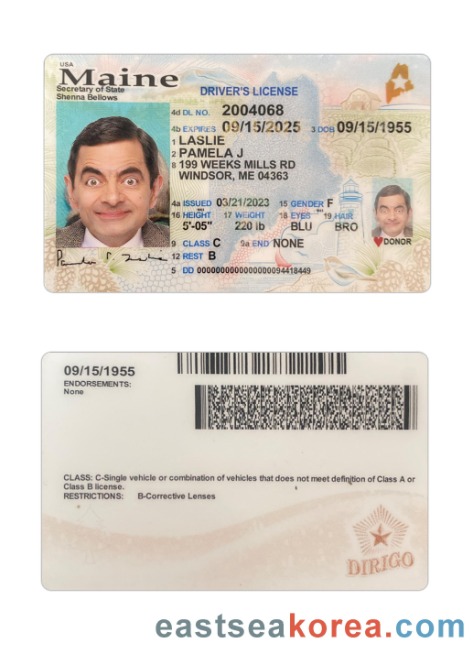 USA
Maine
Secretary of State
Shenna Bellows
DRIVER'S LICENSE
4d DL NO. 2004068
4b EXPIRES 09/15/2025 3 DOB 09/15/1955
1 LASLIE
2 PAMELA J
8 199 WEEKS MILLS RD
WINDSOR, ME 04363
4a ISSUED 03/21/2023 15 GENDER F
16 HEIGHT 17 WEIGHT 18 EYES 19 HAIR
5'-05" 220 lb BLU BRO
DONOR
9 CLASS C 9a END NONE
12 REST B
5 DD 0000000000000000094418449
09/15/1955
ENDORSEMENTS:
None
CLASS: C-Single vehicle or combination of vehicles that does not meet definition of Class A or
Class B license.
RESTRICTIONS: B-Corrective Lenses
DIRIGO
eastseakorea.com